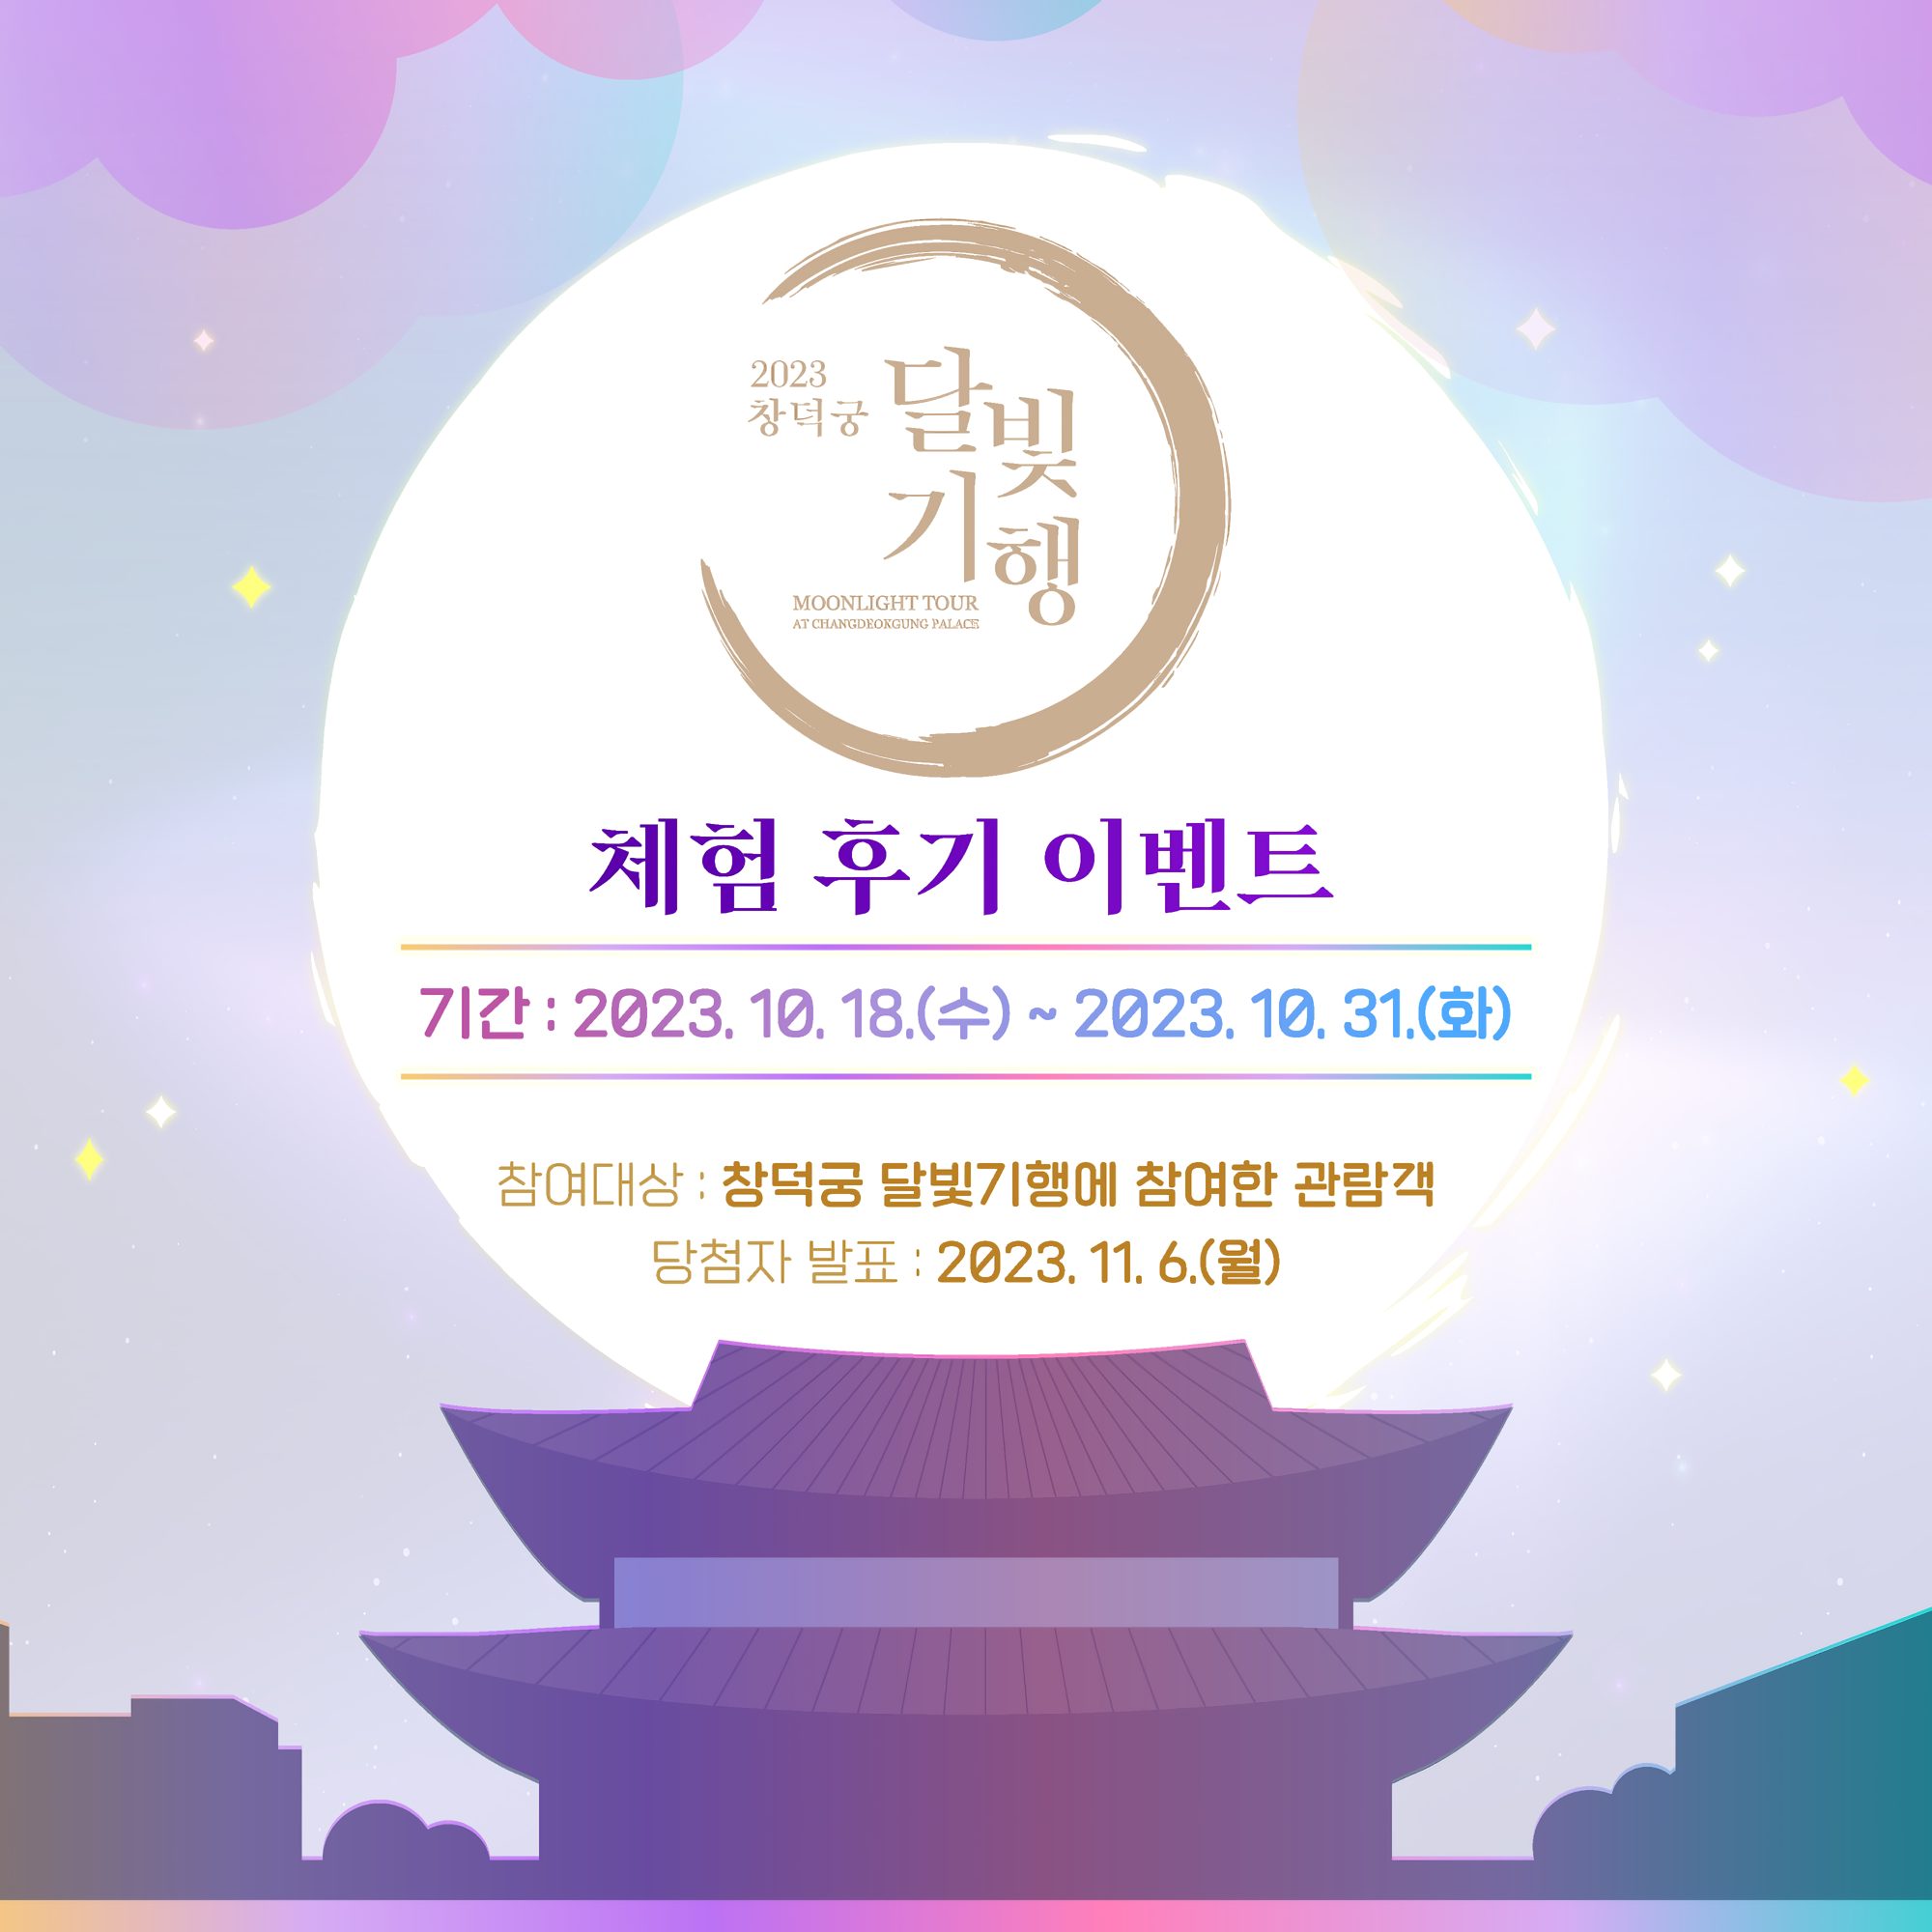 2023
창덕궁
달빛
기행
MOONLIGHT TOUR
AT CHANGDEOKGUNG PALACE
체험 후기 이벤트
기간 : 2023. 10. 18.(수) ~ 2023. 10. 31.(화)
참여대상 : 창덕궁 달빛기행에 참여한 관람객
당첨자 발표 : 2023. 11. 6.(월)